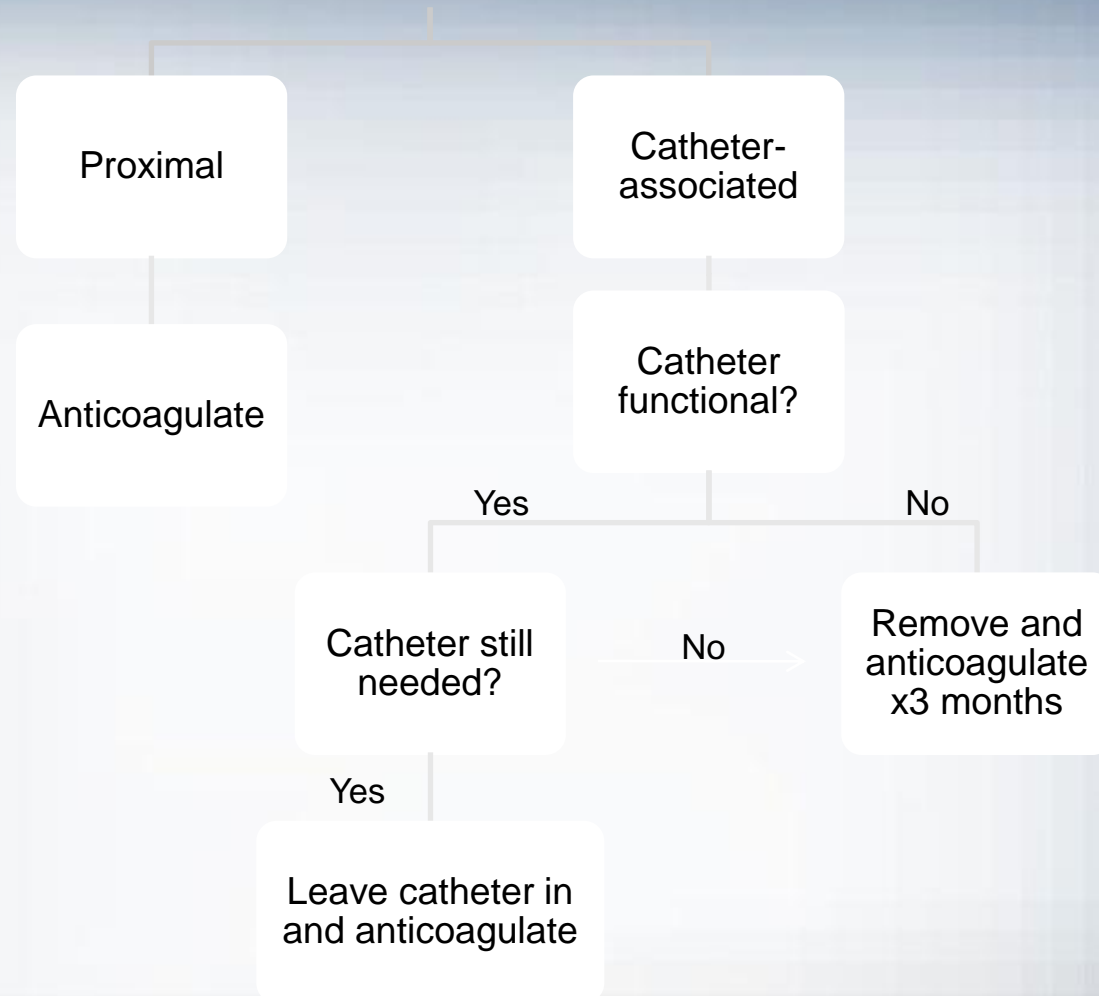 Proximal
Catheter-
associated
Anticoagulate
Catheter
functional?
Yes
No
Catheter still
needed?
No
Remove and
anticoagulate
x3 months
Yes
Leave catheter in
and anticoagulate